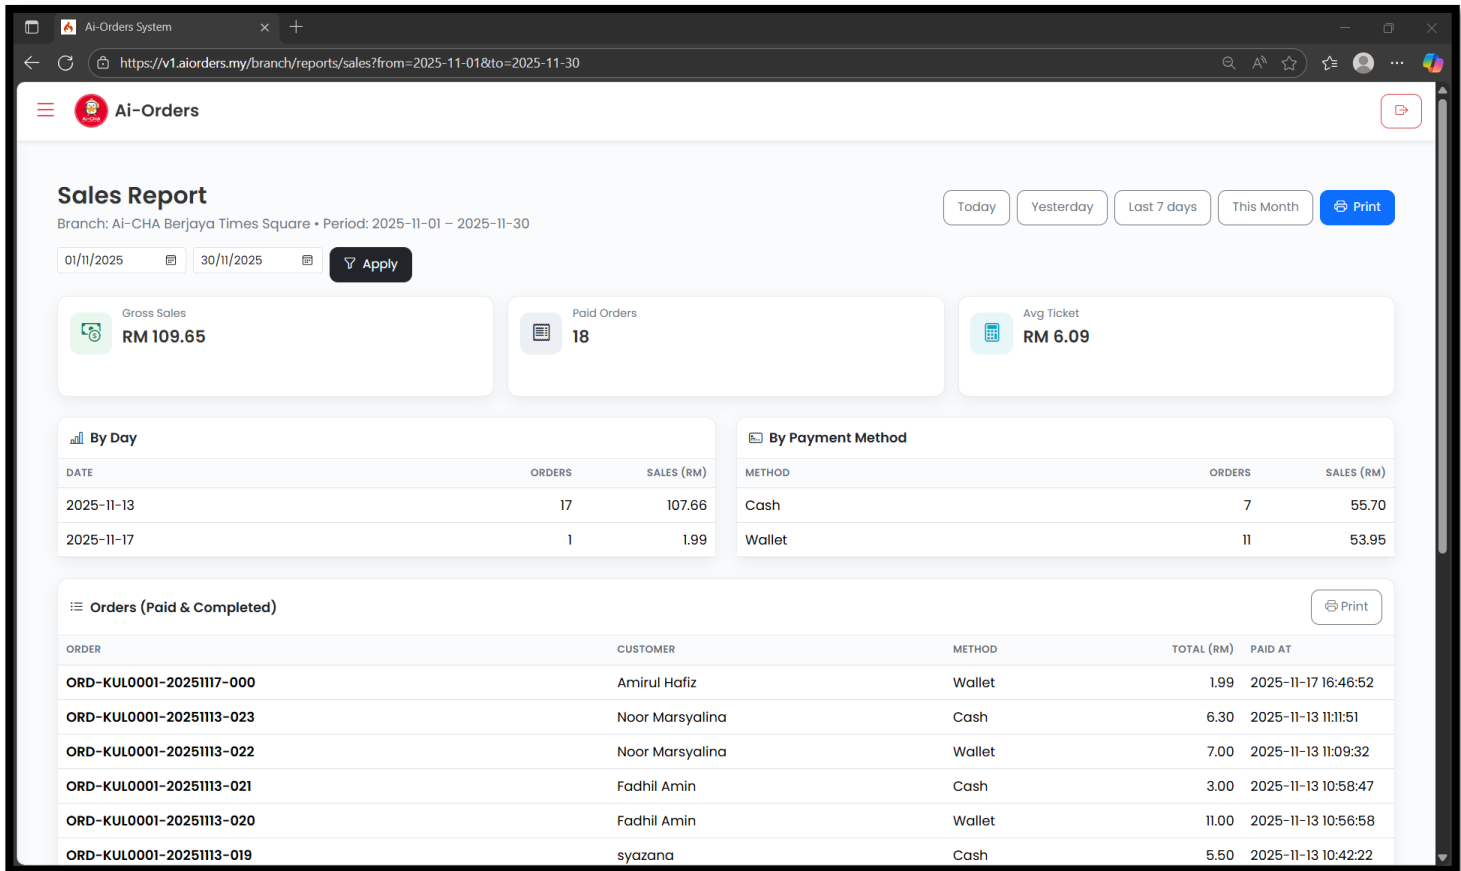 Ai-Orders System
https://v1.aiorders.my/branch/reports/sales?from=2025-11-01&to=2025-11-30
Ai-CHA
Ai-Orders
Sales Report
Branch: Ai-CHA Berjaya Times Square • Period: 2025-11-01 – 2025-11-30
Today Yesterday Last 7 days This Month Print
01/11/2025 30/11/2025 Apply
Gross Sales
RM 109.65
Paid Orders
18
Avg Ticket
RM 6.09
By Day
DATE ORDERS SALES (RM)
2025-11-13 17 107.66
2025-11-17 1 1.99
By Payment Method
METHOD ORDERS SALES (RM)
Cash 7 55.70
Wallet 11 53.95
Orders (Paid & Completed) Print
ORDER CUSTOMER METHOD TOTAL (RM) PAID AT
ORD-KUL0001-20251117-000 Amirul Hafiz Wallet 1.99 2025-11-17 16:46:52
ORD-KUL0001-20251113-023 Noor Marsyalina Cash 6.30 2025-11-13 11:11:51
ORD-KUL0001-20251113-022 Noor Marsyalina Wallet 7.00 2025-11-13 11:09:32
ORD-KUL0001-20251113-021 Fadhil Amin Cash 3.00 2025-11-13 10:58:47
ORD-KUL0001-20251113-020 Fadhil Amin Wallet 11.00 2025-11-13 10:56:58
ORD-KUL0001-20251113-019 syazana Cash 5.50 2025-11-13 10:42:22